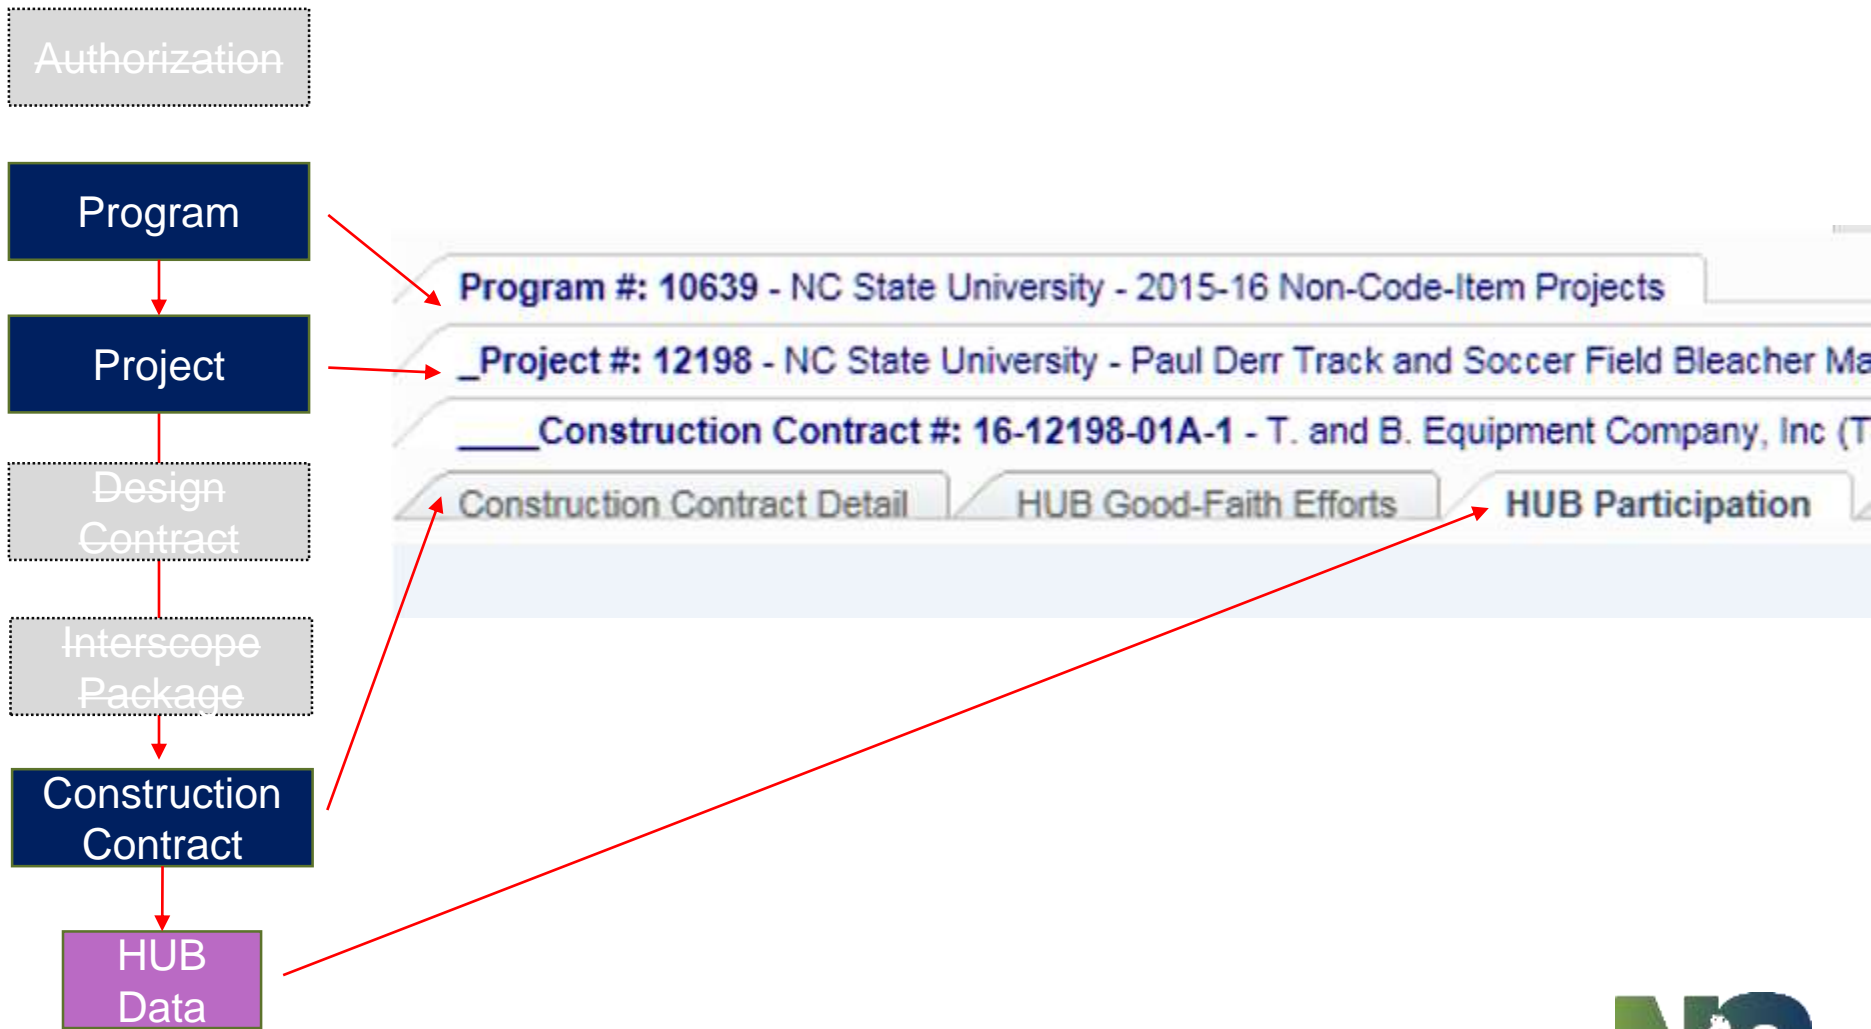 Authorization
Program
Project
Design
Contract
Interscope
Package
Construction
Contract
HUB
Data
Program #: 10639 - NC State University - 2015-16 Non-Code-Item Projects
_Project #: 12198 - NC State University - Paul Derr Track and Soccer Field Bleacher Ma
____Construction Contract #: 16-12198-01A-1 - T. and B. Equipment Company, Inc (T
Construction Contract Detail HUB Good-Faith Efforts HUB Participation